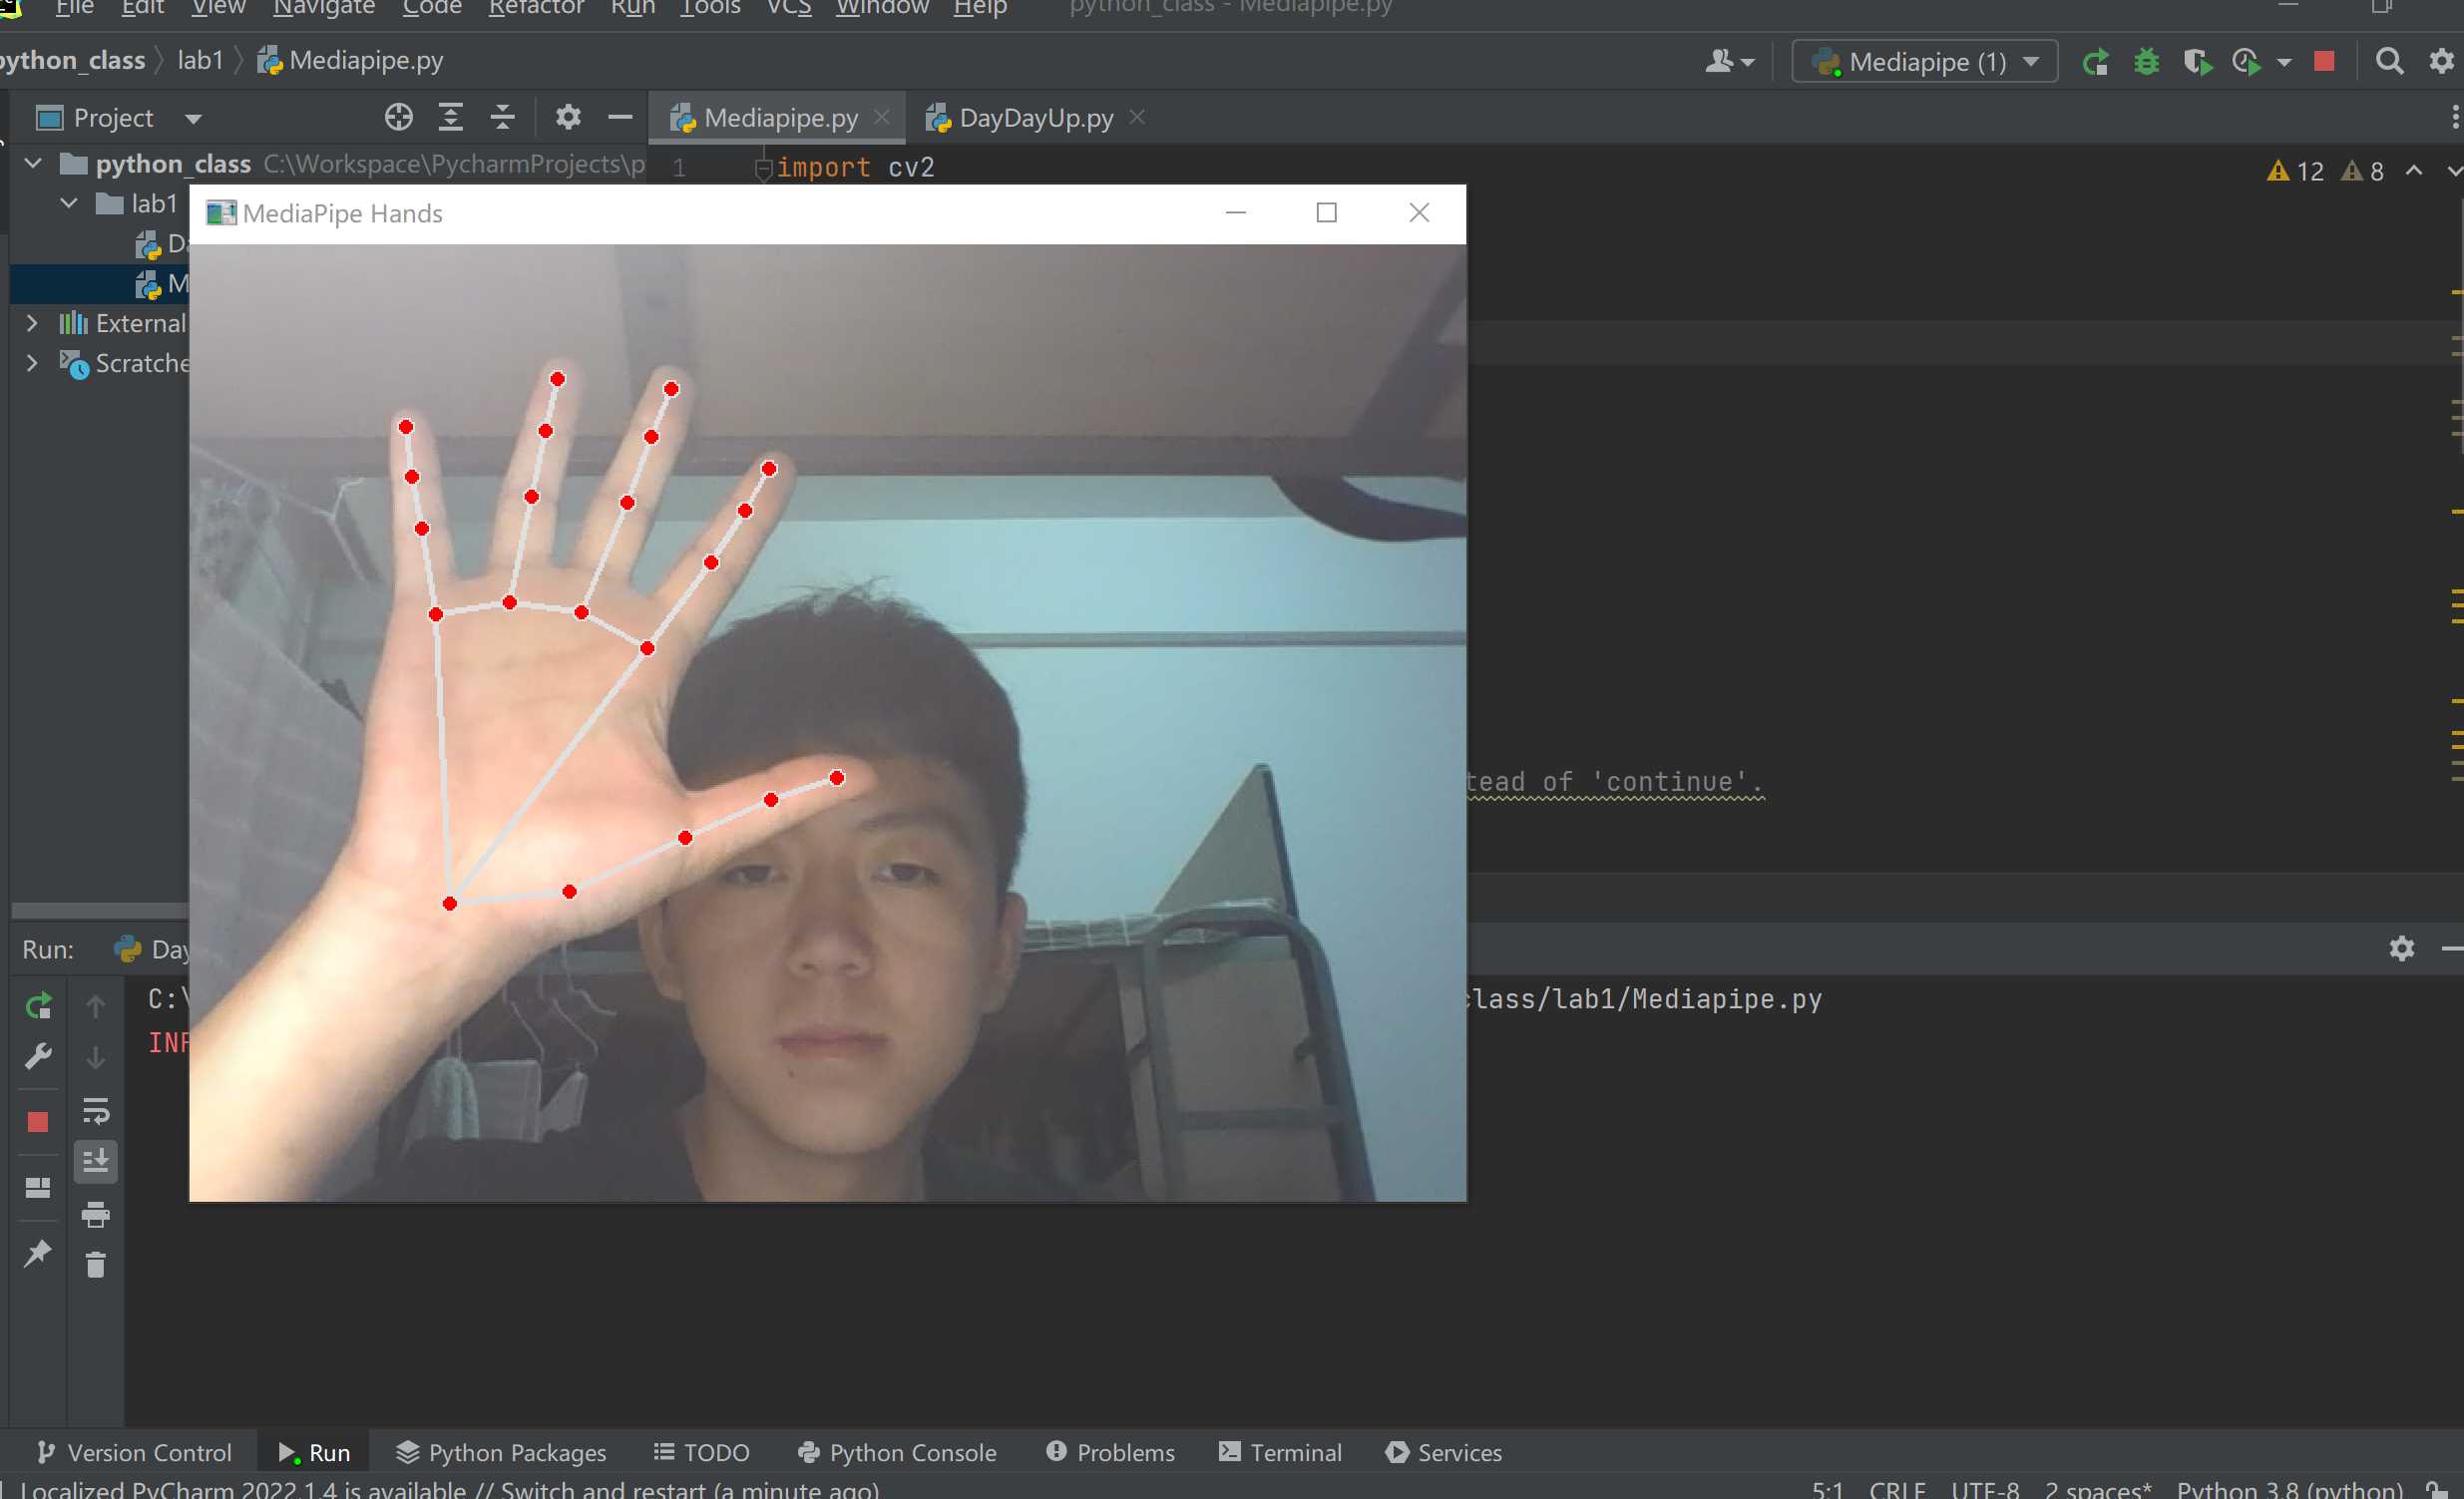 File Edit View Navigate Code Refactor Run Tools VCS Window Help python_class - Mediapipe.py
python_class lab1 Mediapipe.py Mediapipe (1)
Project Mediapipe.py DayDayUp.py
python_class C:\Workspace\PycharmProjects\p
1 import cv2
12 8
lab1
MediaPipe Hands
Da
M
External
Scratche
tead of 'continue'.
Run: Day
C:\
class/lab1/Mediapipe.py
INF
Version Control Run Python Packages TODO Python Console Problems Terminal Services
Localized PyCharm 2022.1.4 is available // Switch and restart (a minute ago) 5:1 CRLF UTF-8 2 spaces* Python 3.8 (python)